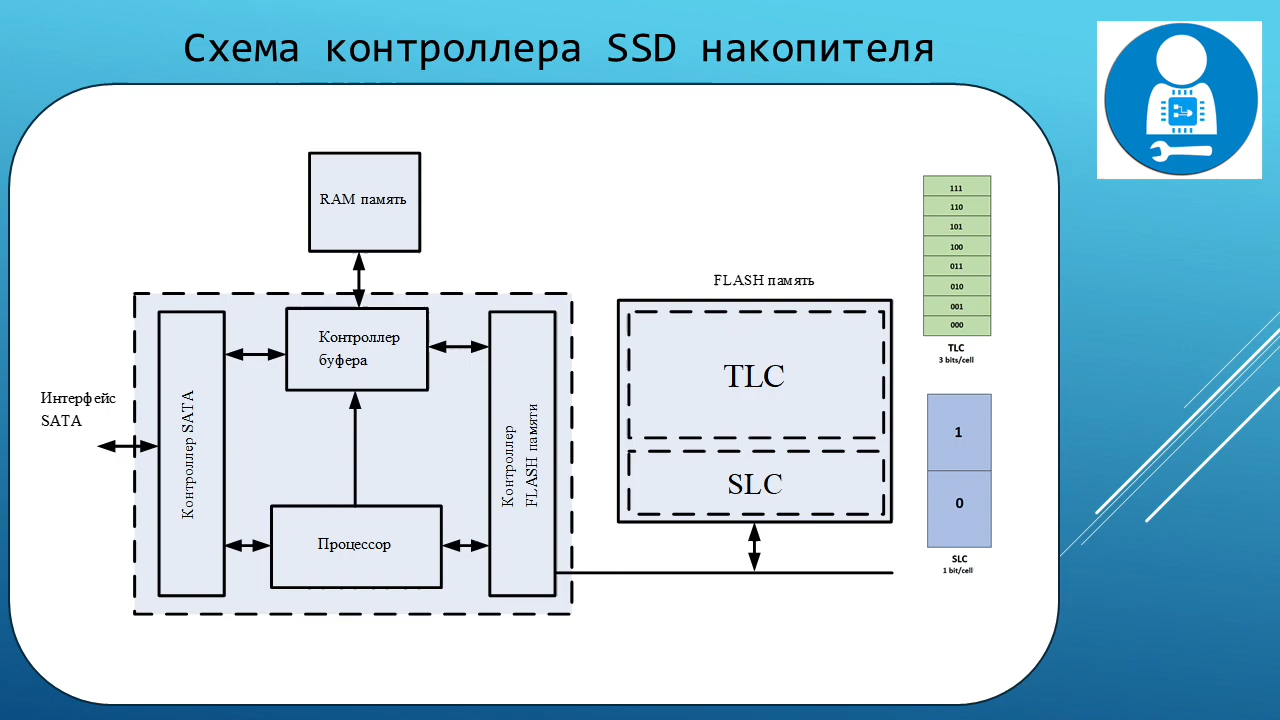 Схема контроллера SSD накопителя
RAM память
Контроллер
буфера
Интерфейс
SATA
Контроллер SATA
Контроллер
FLASH памяти
Процессор
FLASH память
TLC
SLC
111
110
101
100
011
010
001
000
TLC
3 bits/cell
1
0
SLC
1 bit/cell